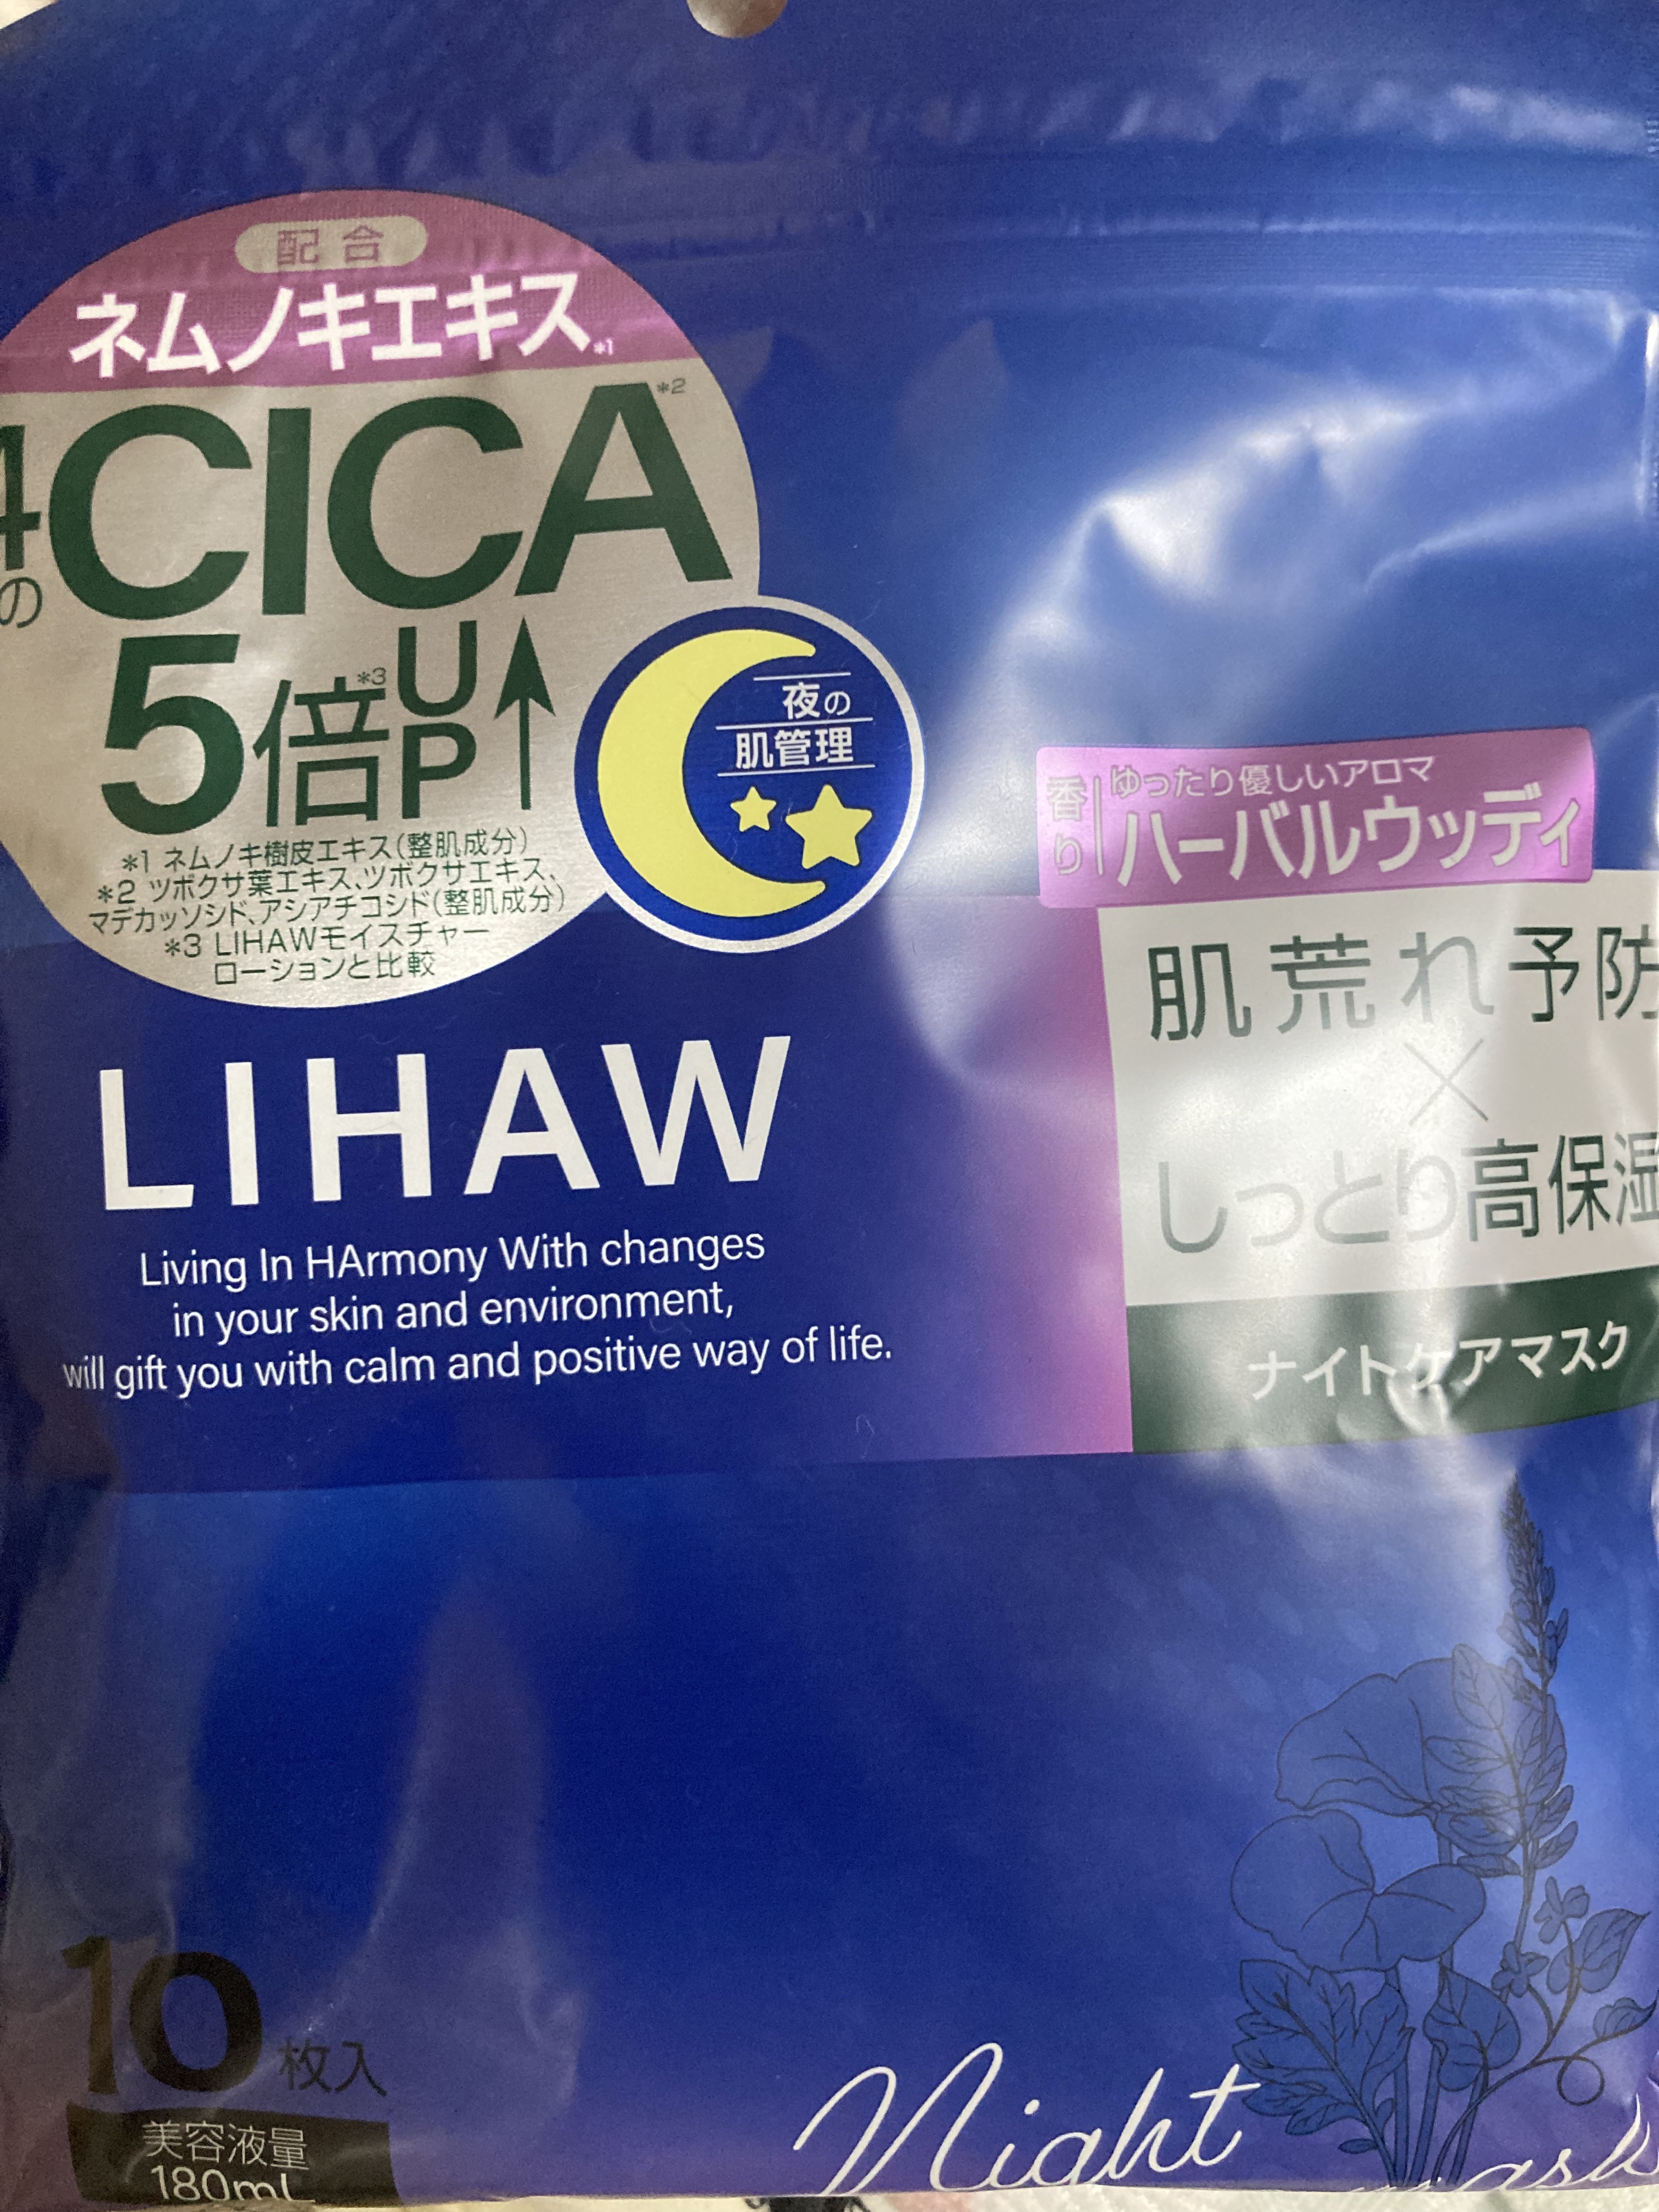 配合
ネムノキエキス*1
4の
CICA*2
5倍*3UP
*1 ネムノキ樹皮エキス(整肌成分)
*2 ツボクサ葉エキス、ツボクサエキス、
マデカッソシド、アシアチコシド(整肌成分)
*3 LIHAWモイスチャー
ローションと比較
夜の
肌管理
香り
ゆったり優しいアロマ
ハーバルウッディ
肌荒れ予防
×
しっとり高保湿
ナイトケアマスク
LIHAW
Living In HArmony With changes
in your skin and environment,
will gift you with calm and positive way of life.
10枚入
美容液量
180mL
Night